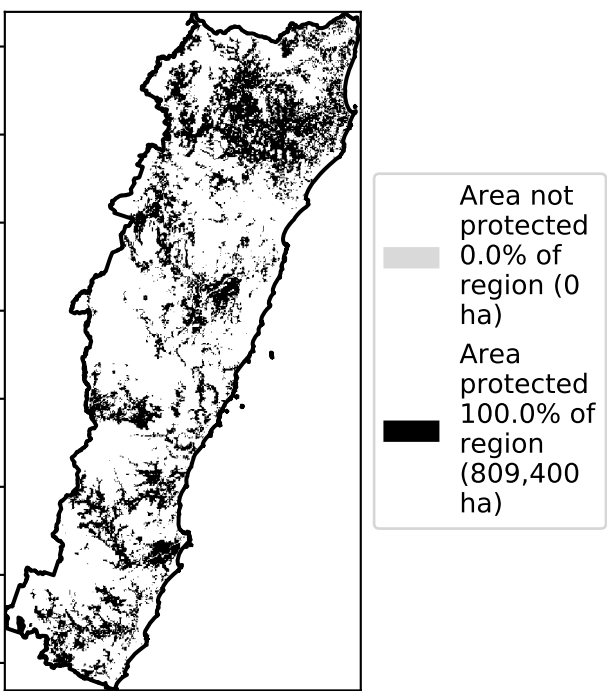 Area not
protected
0.0% of
region (0
ha)
Area
protected
100.0% of
region
(809,400
ha)